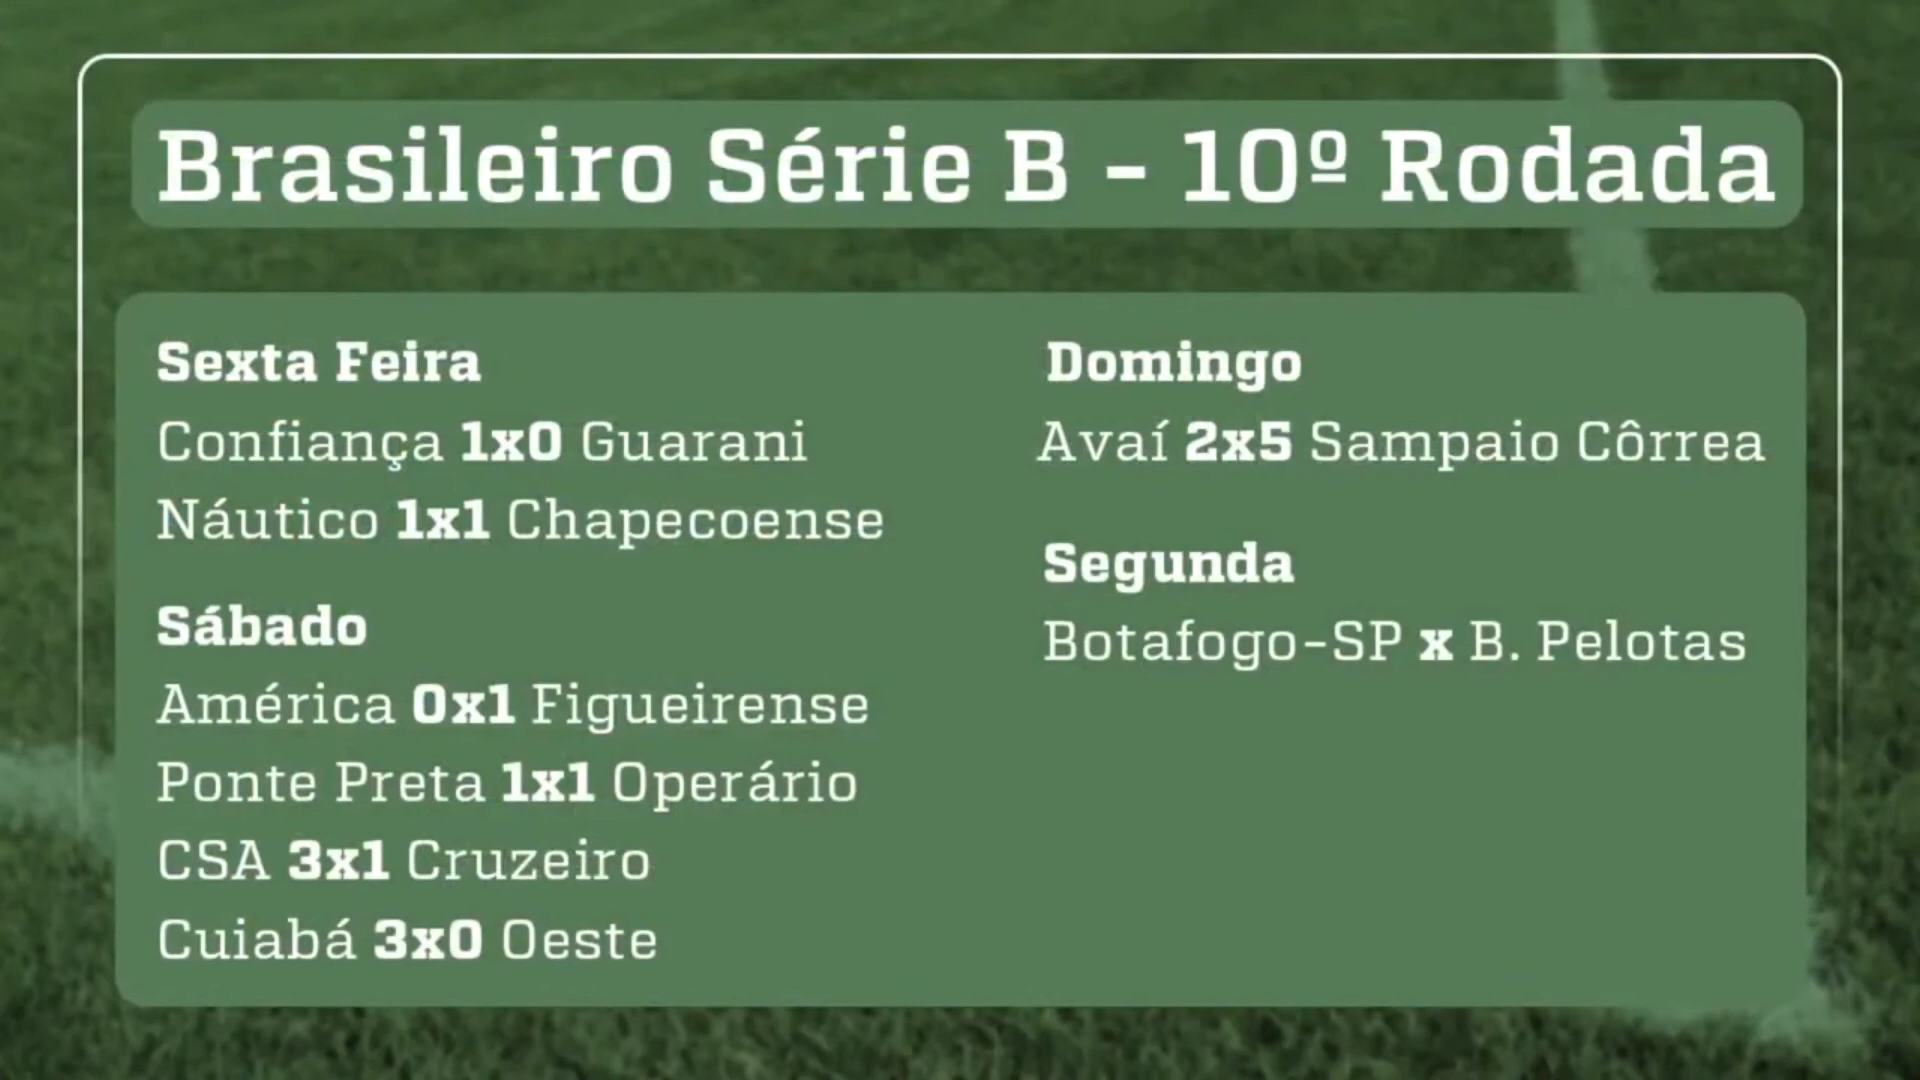 Brasileiro Série B - 10º Rodada
Sexta Feira
Confiança 1x0 Guarani
Náutico 1x1 Chapecoense
Sábado
América 0x1 Figueirense
Ponte Preta 1x1 Operário
CSA 3x1 Cruzeiro
Cuiabá 3x0 Oeste
Domingo
Avaí 2x5 Sampaio Côrrea
Segunda
Botafogo-SP x B. Pelotas